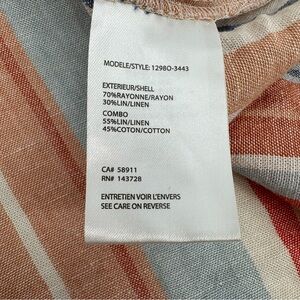 MODELE/STYLE: 1298O-3443
EXTERIEUR/SHELL
70%RAYONNE/RAYON
30%LIN/LINEN
COMBO
55%LIN/LINEN
45%COTON/COTTON
CA# 58911
RN# 143728
ENTRETIEN VOIR L'ENVERS
SEE CARE ON REVERSE